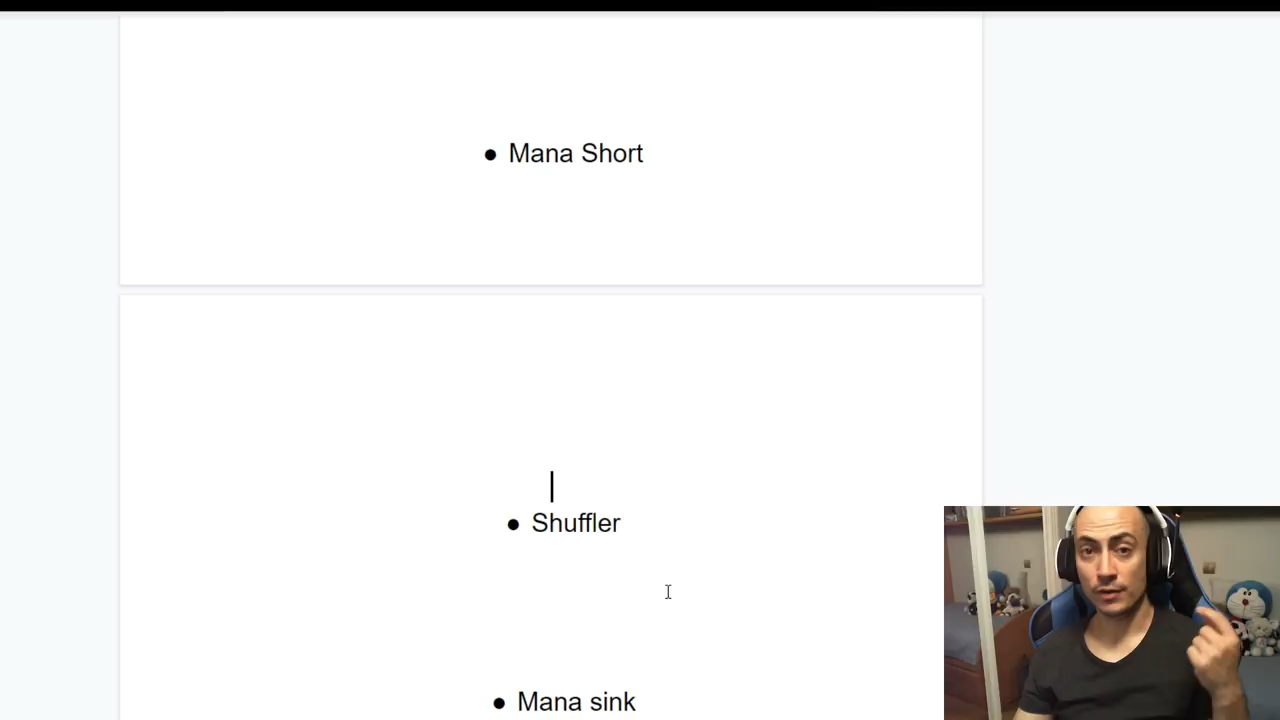 ● Mana Short
● Shuffler
● Mana sink